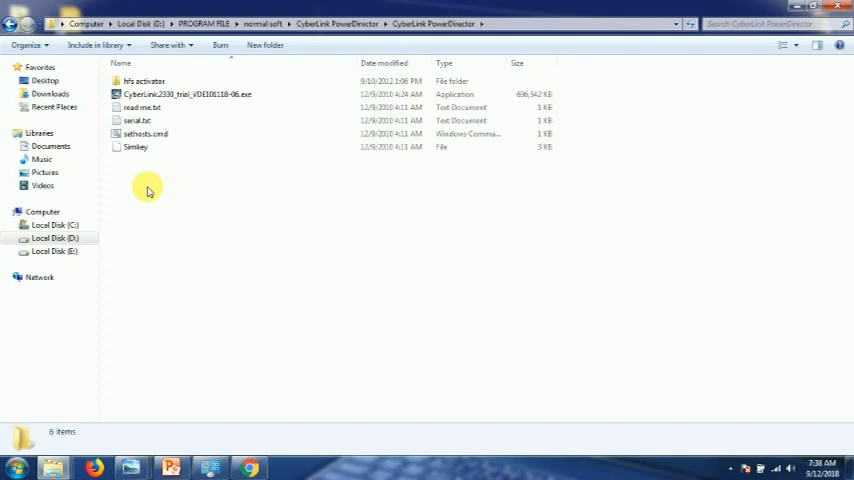 Computer ▸ Local Disk (D:) ▸ PROGRAM FILE ▸ normal soft ▸ CyberLink PowerDirector ▸ CyberLink PowerDirector ▸
Search CyberLink PowerDirector
Organize Include in library Share with Burn New folder
Name Date modified Type Size
Favorites
Desktop
Downloads
Recent Places
Libraries
Documents
Music
Pictures
Videos
Computer
Local Disk (C:)
Local Disk (D:)
Local Disk (E:)
Network
hfs activator 9/10/2012 1:06 PM File folder
CyberLink.2330_trial_VDE101118-06.exe 12/9/2010 4:24 AM Application 696,542 KB
read me.txt 12/9/2010 4:11 AM Text Document 1 KB
serial.txt 12/9/2010 4:11 AM Text Document 1 KB
sethosts.cmd 12/9/2010 4:11 AM Windows Comma... 1 KB
Simkey 12/9/2010 4:11 AM File 3 KB
6 items
7:38 AM
9/12/2018